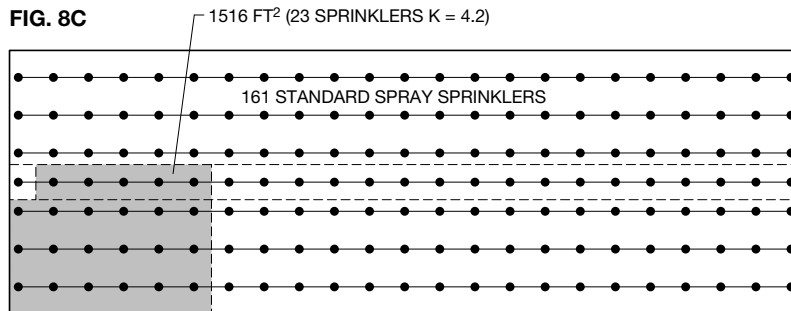 FIG. 8C
1516 FT² (23 SPRINKLERS K = 4.2)
161 STANDARD SPRAY SPRINKLERS